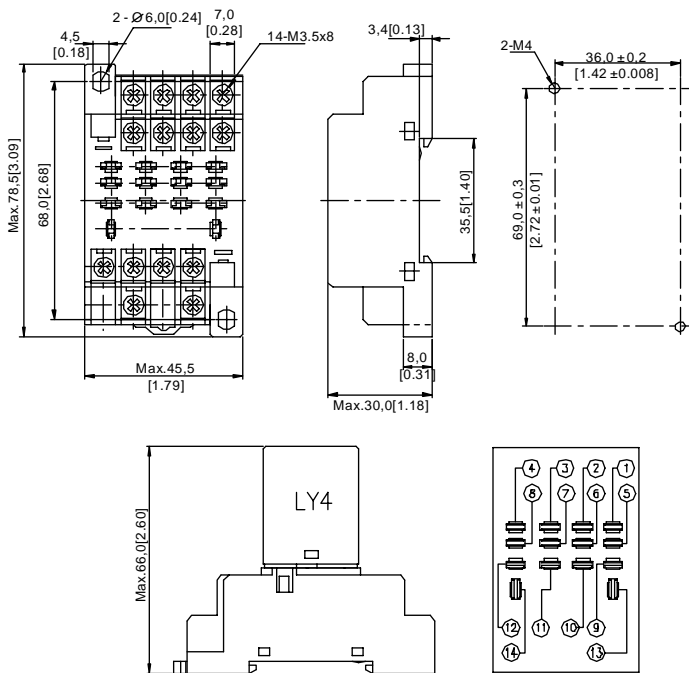 4,5
[0.18]
2 - Ø 6,0[0.24]
7,0
[0.28]
14-M3.5x8
Max.78,5[3.09]
68,0[2.68]
Max.45,5
[1.79]
3,4[0.13]
35,5[1.40]
8,0
[0.31]
Max.30,0[1.18]
2-M4
36,0 ±0.2
[1.42 ±0.008]
69,0 ±0,3
[2.72 ±0.01]
Max.66,0[2.60]
LY4
4 3 2 1
8 7 6 5
12 11 10 9
14 13